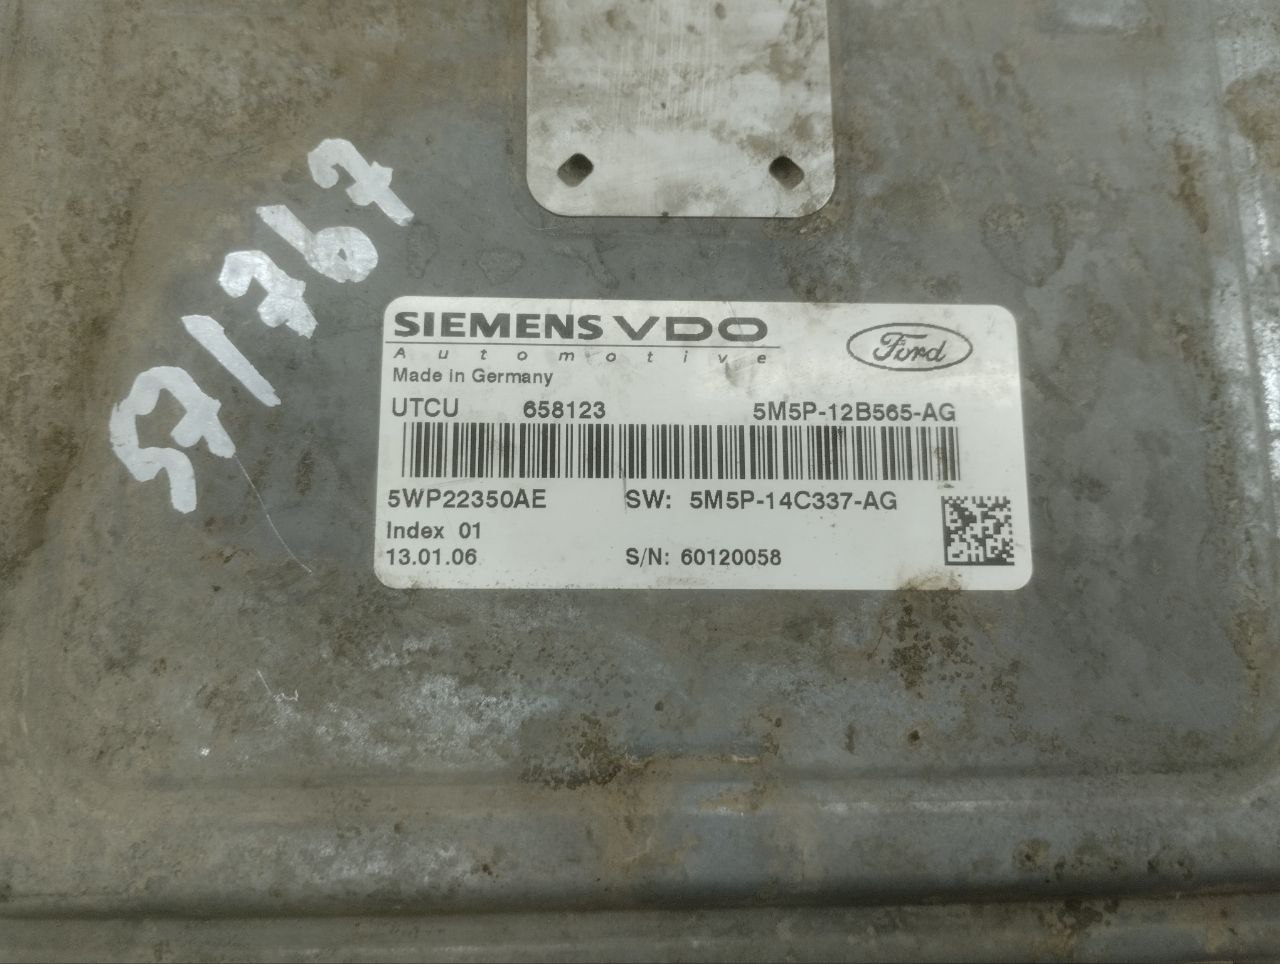 57167
SIEMENS VDO
Automotive
Ford
Made in Germany
UTCU 658123 5M5P-12B565-AG
5WP22350AE SW: 5M5P-14C337-AG
Index 01
13.01.06 S/N: 60120058